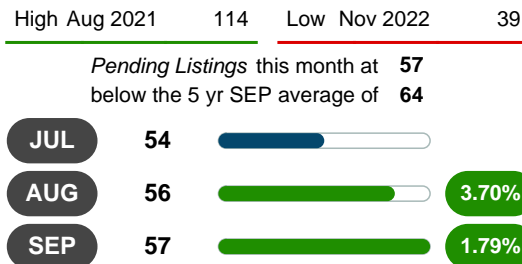 High Aug 2021 114 Low Nov 2022 39
Pending Listings this month at 57
below the 5 yr SEP average of 64
JUL 54
AUG 56 3.70%
SEP 57 1.79%